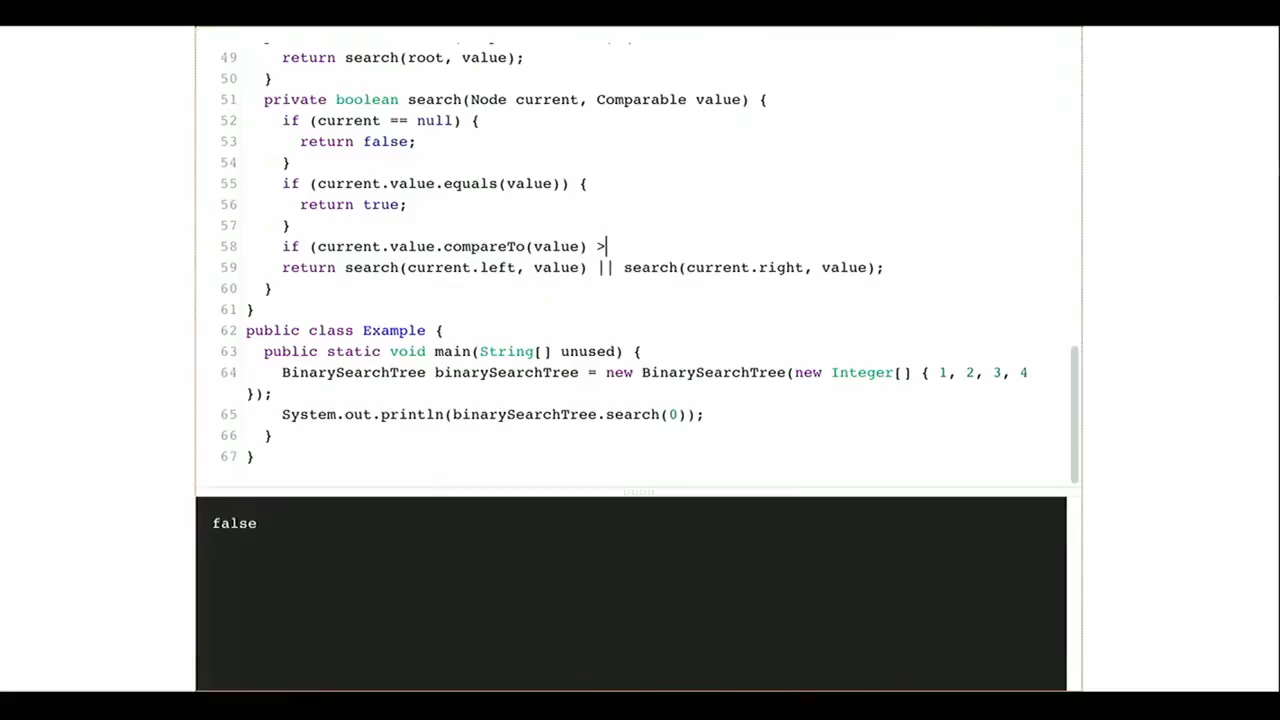 49 return search(root, value);
50 }
51 private boolean search(Node current, Comparable value) {
52 if (current == null) {
53 return false;
54 }
55 if (current.value.equals(value)) {
56 return true;
57 }
58 if (current.value.compareTo(value) >
59 return search(current.left, value) || search(current.right, value);
60 }
61 }
62 public class Example {
63 public static void main(String[] unused) {
64 BinarySearchTree binarySearchTree = new BinarySearchTree(new Integer[] { 1, 2, 3, 4
});
65 System.out.println(binarySearchTree.search(0));
66 }
67 }
false